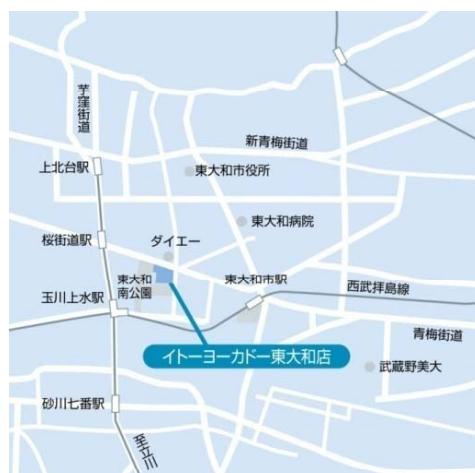 芋窪街道
新青梅街道
上北台駅
東大和市役所
東大和病院
桜街道駅
ダイエー
東大和
南公園
東大和市駅
西武拝島線
玉川上水駅
青梅街道
イトーヨーカドー東大和店
武蔵野美大
砂川七番駅
至立川